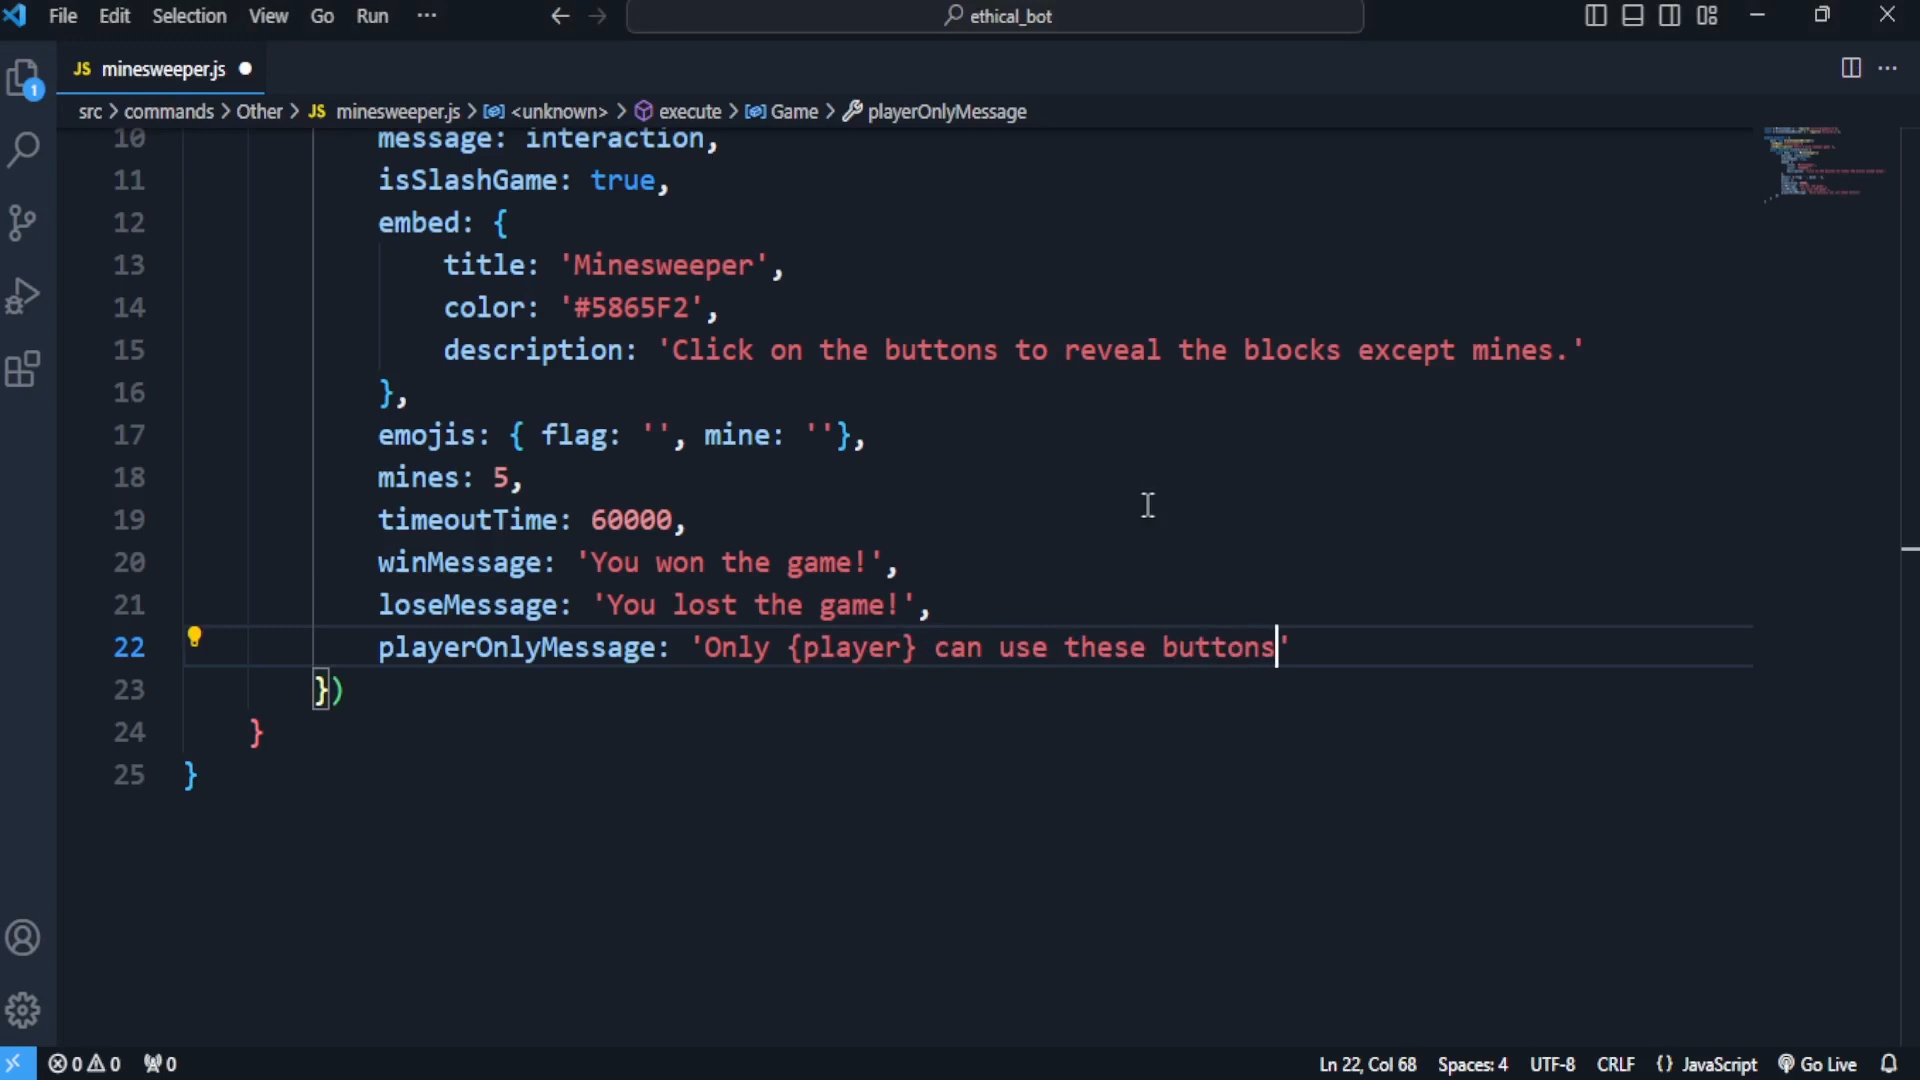 File Edit Selection View Go Run ··· ethical_bot
1 JS minesweeper.js
src > commands > Other > JS minesweeper.js > <unknown> > execute > Game > playerOnlyMessage
10 message: interaction,
11 isSlashGame: true,
12 embed: {
13 title: 'Minesweeper',
14 color: '#5865F2',
15 description: 'Click on the buttons to reveal the blocks except mines.'
16 },
17 emojis: { flag: '', mine: ''},
18 mines: 5,
19 timeoutTime: 60000,
20 winMessage: 'You won the game!',
21 loseMessage: 'You lost the game!',
22 playerOnlyMessage: 'Only {player} can use these buttons'
23 })
24 }
25 }
0 0 0 Ln 22, Col 68 Spaces: 4 UTF-8 CRLF {} JavaScript Go Live